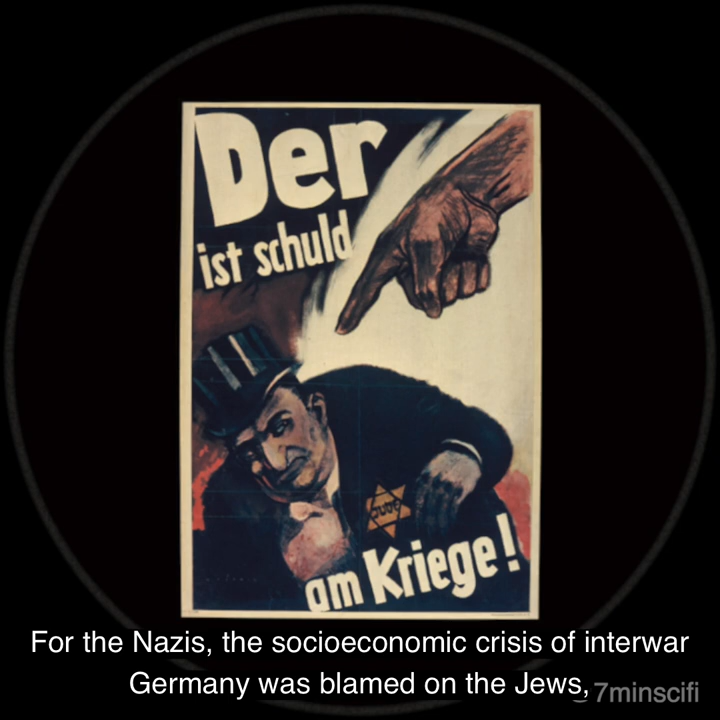 Der
ist schuld
JUDE
am Kriege!
For the Nazis, the socioeconomic crisis of interwar
Germany was blamed on the Jews,
7minscifi